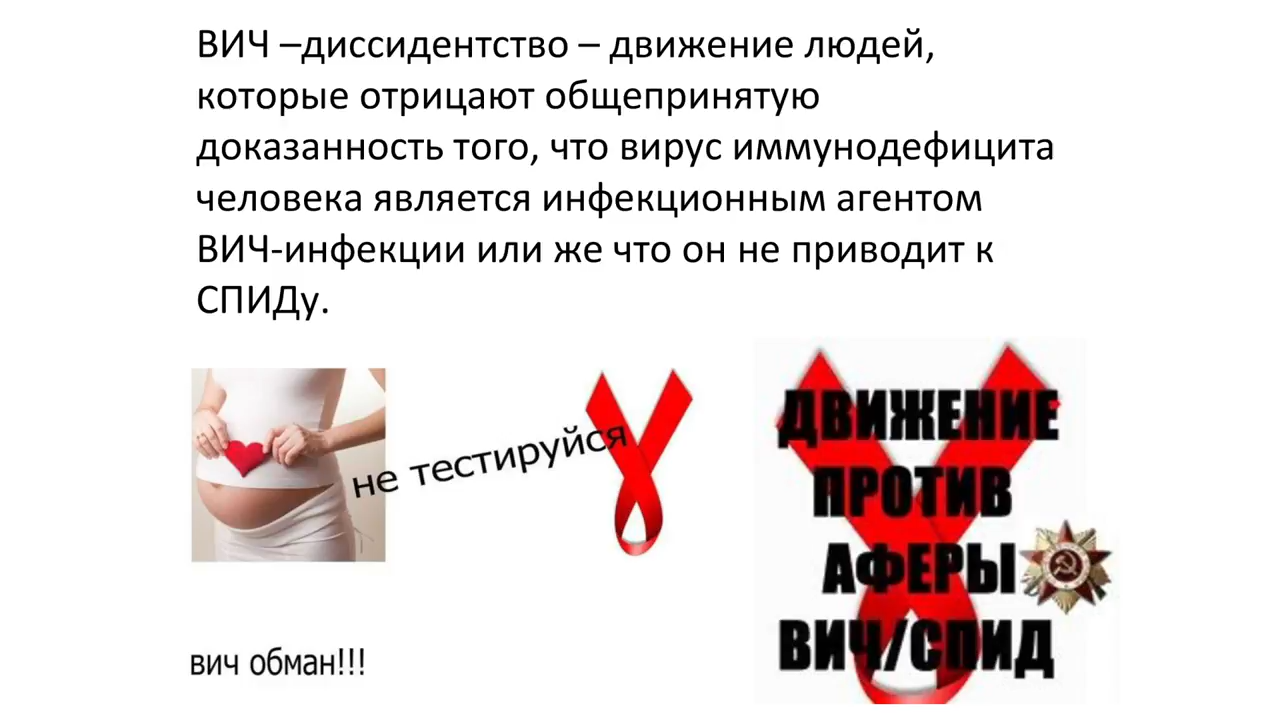 ВИЧ –диссидентство – движение людей,
которые отрицают общепринятую
доказанность того, что вирус иммунодефицита
человека является инфекционным агентом
ВИЧ-инфекции или же что он не приводит к
СПИДу.
не тестируйся
вич обман!!!
ДВИЖЕНИЕ
ПРОТИВ
АФЕРЫ
ВИЧ/СПИД